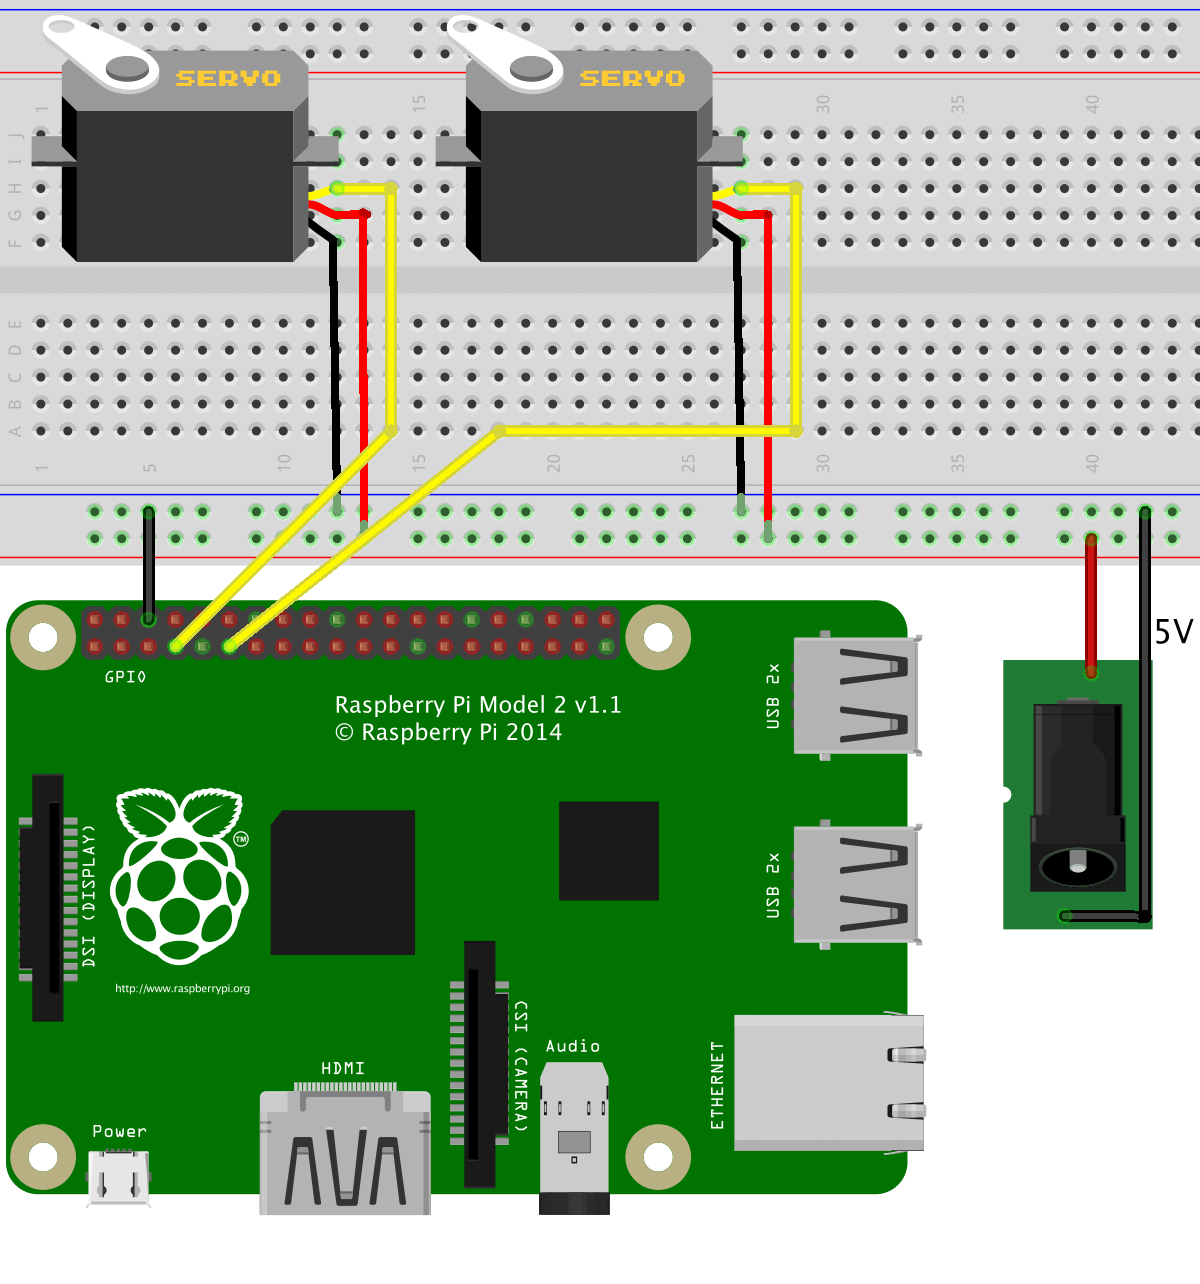 SERVO SERVO
1 15 30 35 40
J
I
H
G
F
E
D
C
B
A
1 5 10 15 20 25 30 35 40
5V
GPIO
Raspberry Pi Model 2 v1.1
© Raspberry Pi 2014
USB 2x
USB 2x
DSI (DISPLAY)
TM
http://www.raspberrypi.org
CSI (CAMERA)
Audio
HDMI
ETHERNET
Power